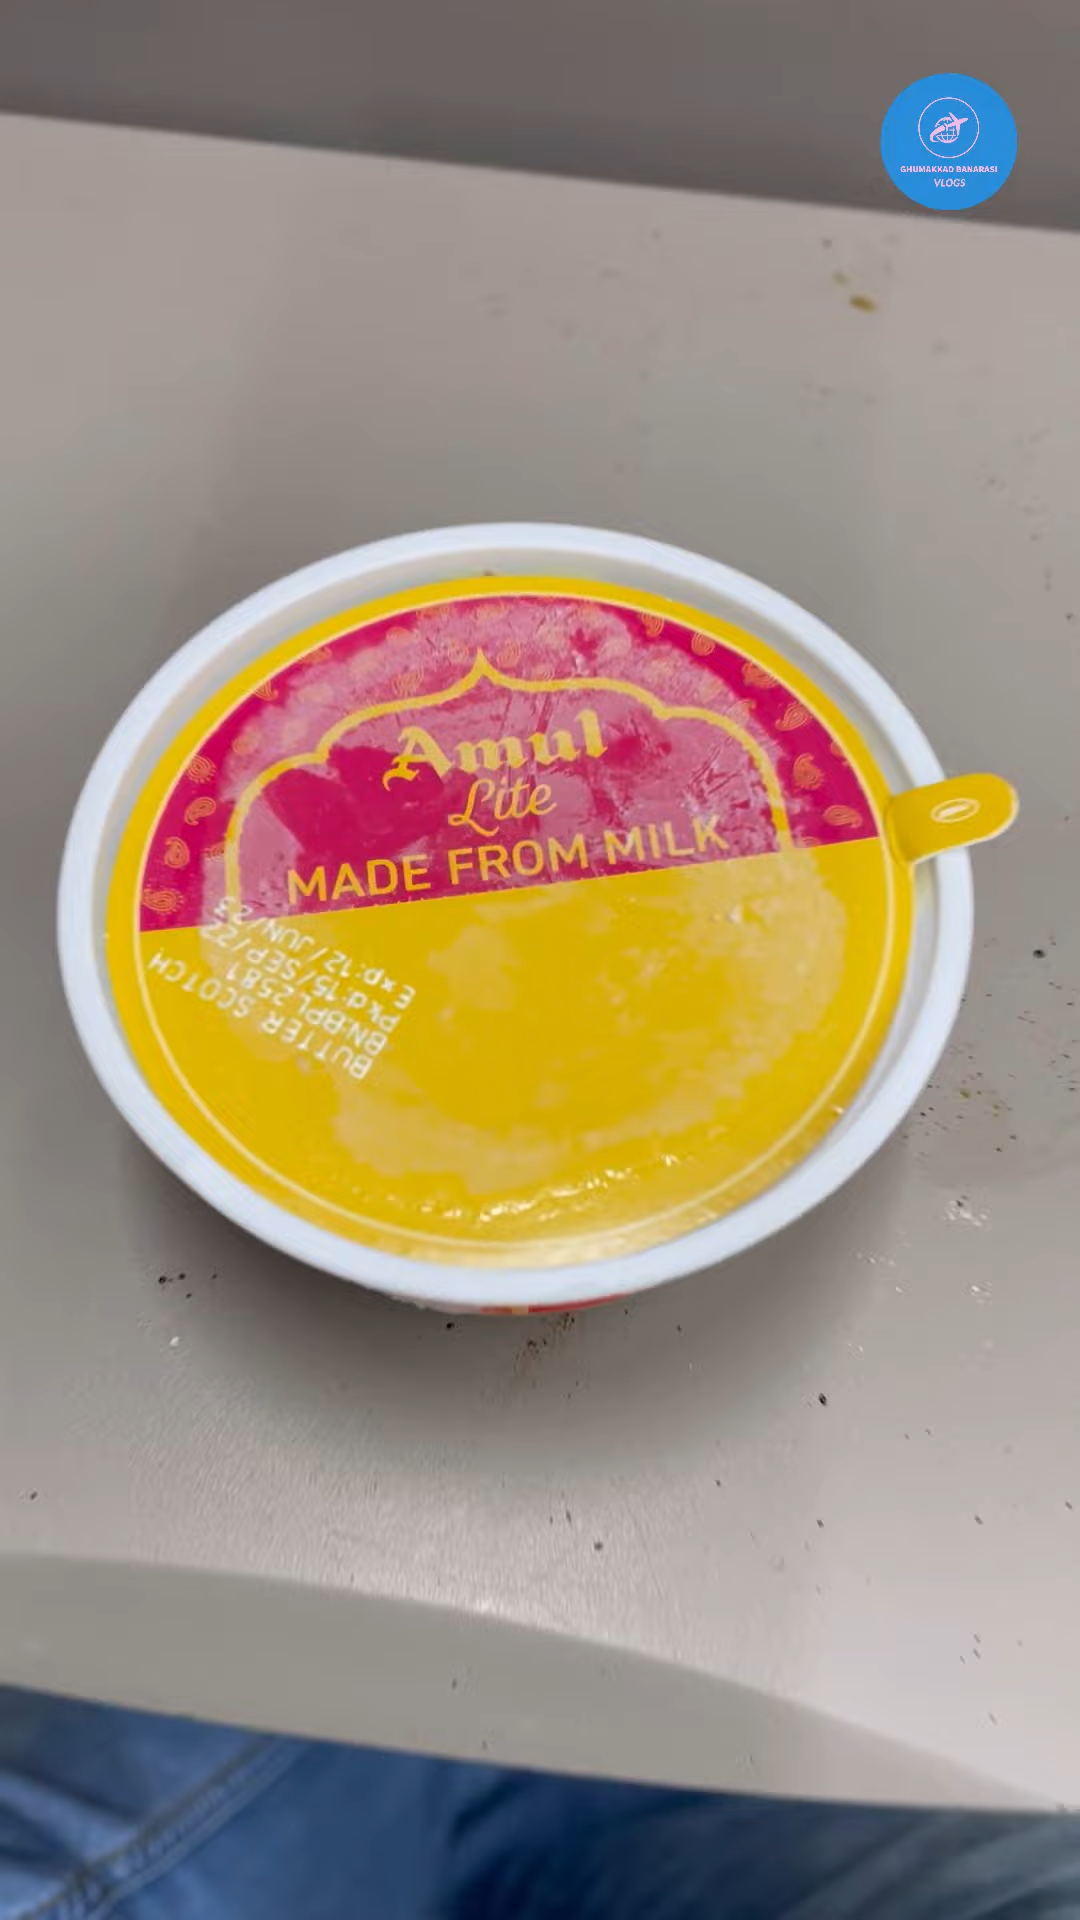 GHUMAKKAD BANARASI
VLOGS
Amul
Lite
MADE FROM MILK
BUTTER SCOTCH
BN:BPL2581
Pkd:15/SEP/22
Exp:12/JUN/23